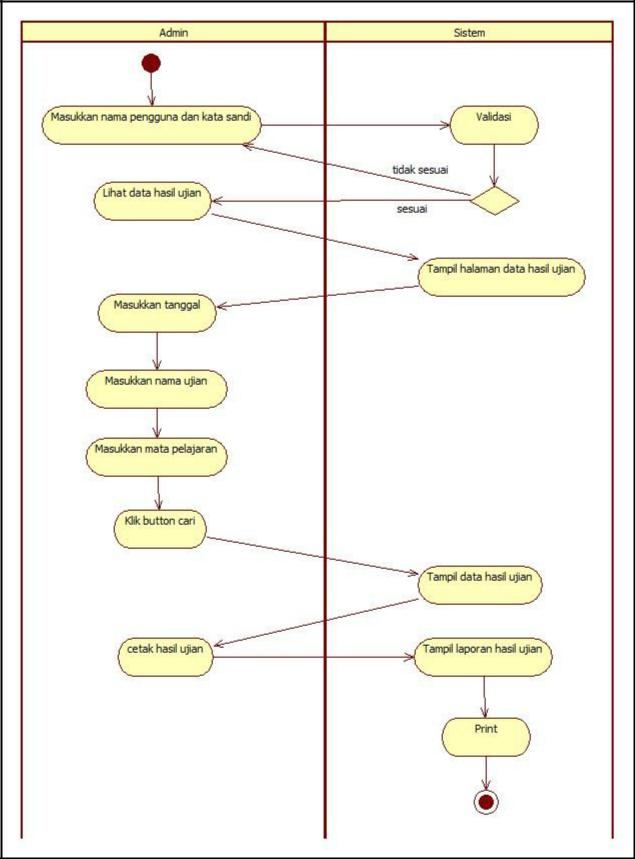 Admin
Sistem
Masukkan nama pengguna dan kata sandi
Validasi
tidak sesuai
Lihat data hasil ujian
sesuai
Tampil halaman data hasil ujian
Masukkan tanggal
Masukkan nama ujian
Masukkan mata pelajaran
Klik button cari
Tampil data hasil ujian
cetak hasil ujian
Tampil laporan hasil ujian
Print